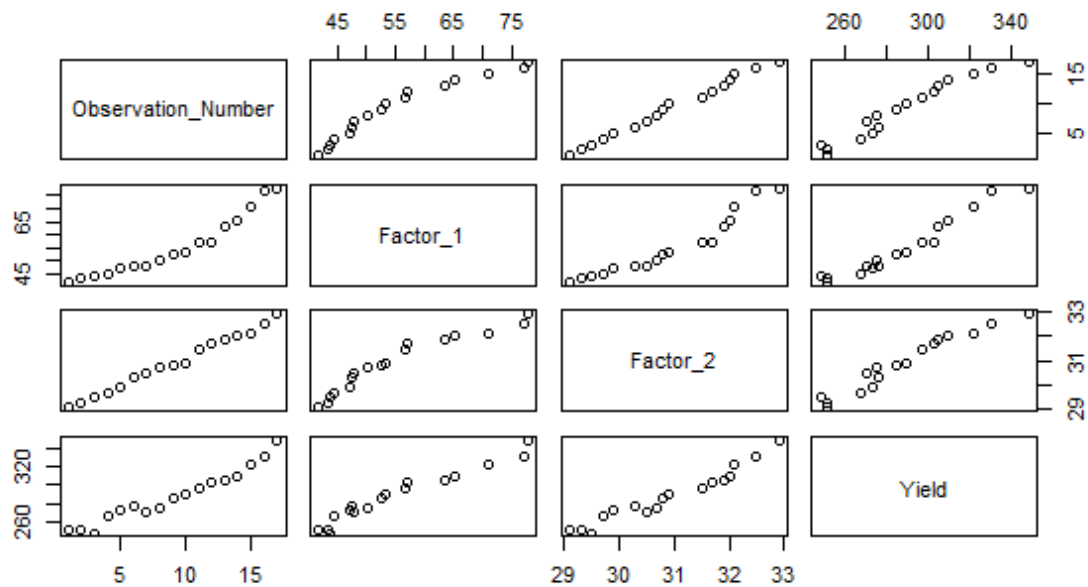 45 55 65 75
260 300 340
Observation_Number
5 15
45 65
Factor_1
Factor_2
29 31 33
260 320
Yield
5 10 15
29 30 31 32 33